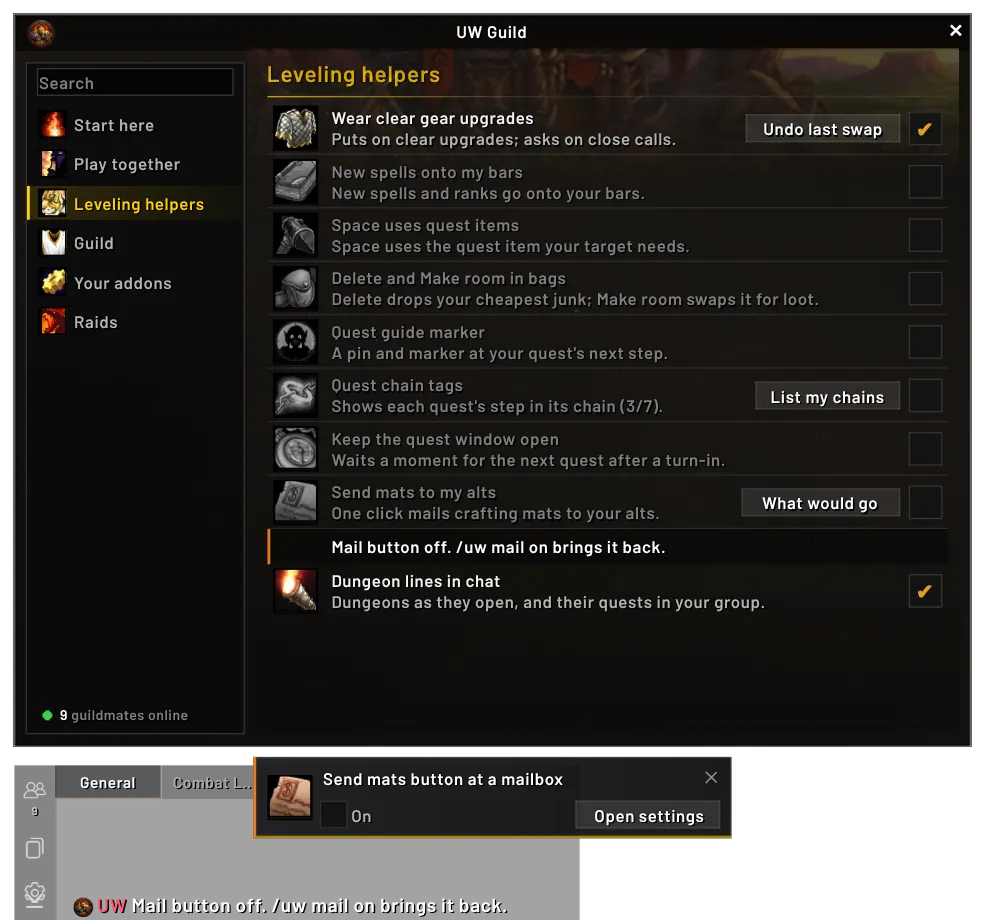 UW Guild
Search
Start here
Play together
Leveling helpers
Guild
Your addons
Raids
9 guildmates online
Leveling helpers
Wear clear gear upgrades
Puts on clear upgrades; asks on close calls.
Undo last swap
New spells onto my bars
New spells and ranks go onto your bars.
Space uses quest items
Space uses the quest item your target needs.
Delete and Make room in bags
Delete drops your cheapest junk; Make room swaps it for loot.
Quest guide marker
A pin and marker at your quest's next step.
Quest chain tags
Shows each quest's step in its chain (3/7).
List my chains
Keep the quest window open
Waits a moment for the next quest after a turn-in.
Send mats to my alts
One click mails crafting mats to your alts.
What would go
Mail button off. /uw mail on brings it back.
Dungeon lines in chat
Dungeons as they open, and their quests in your group.
9
General
Combat L...
Send mats button at a mailbox
On
Open settings
UW Mail button off. /uw mail on brings it back.